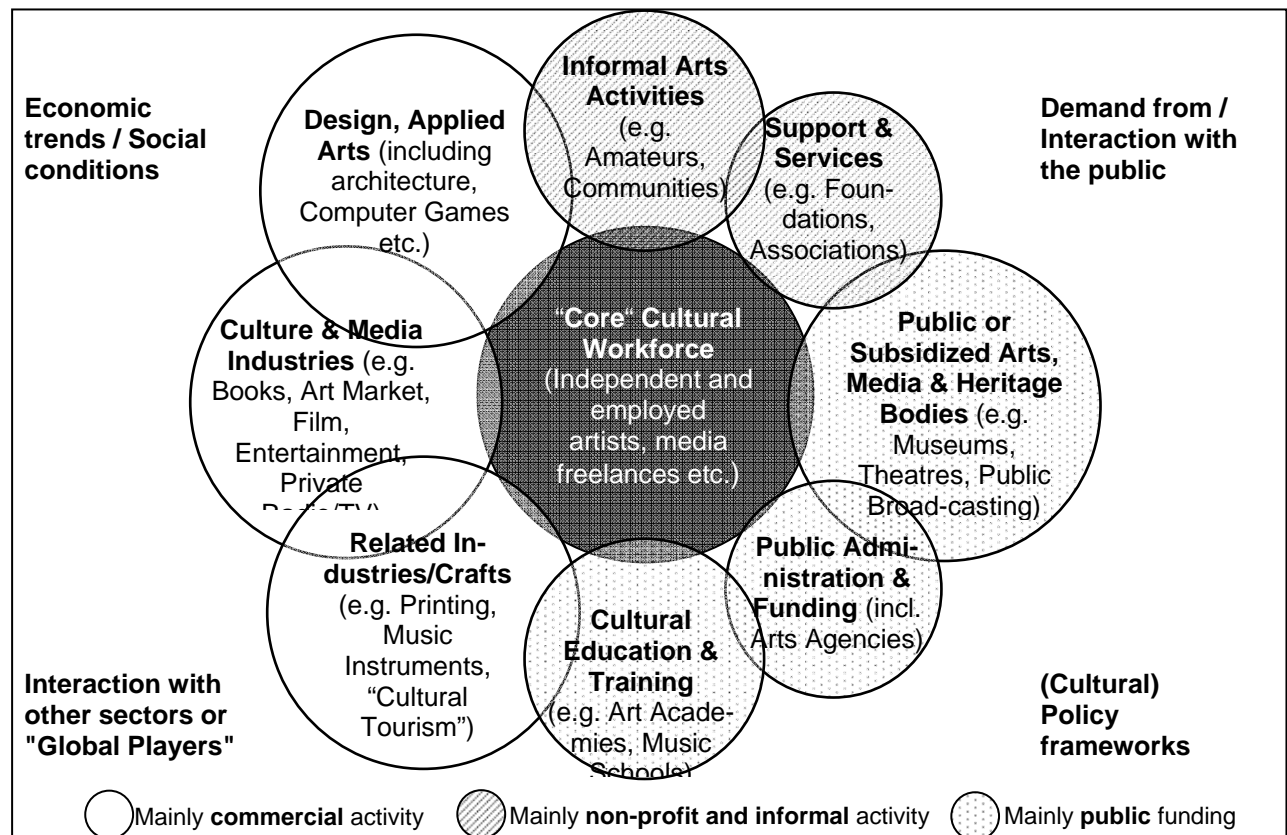 Economic
trends / Social
conditions
Design, Applied
Arts (including
architecture,
Computer Games
etc.)
Informal Arts
Activities
(e.g.
Amateurs,
Communities)
Support &
Services
(e.g. Foun-
dations,
Associations)
Demand from /
Interaction with
the public
Culture & Media
Industries (e.g.
Books, Art Market,
Film,
Entertainment,
Private
Radio/TV)
“Core“ Cultural
Workforce
(Independent and
employed
artists, media
freelances etc.)
Public or
Subsidized Arts,
Media & Heritage
Bodies (e.g.
Museums,
Theatres, Public
Broad-casting)
Related In-
dustries/Crafts
(e.g. Printing,
Music
Instruments,
“Cultural
Tourism”)
Cultural
Education &
Training
(e.g. Art Acade-
mies, Music
Schools)
Public Admi-
nistration &
Funding (incl.
Arts Agencies)
Interaction with
other sectors or
"Global Players"
(Cultural)
Policy
frameworks
Mainly commercial activity
Mainly non-profit and informal activity
Mainly public funding